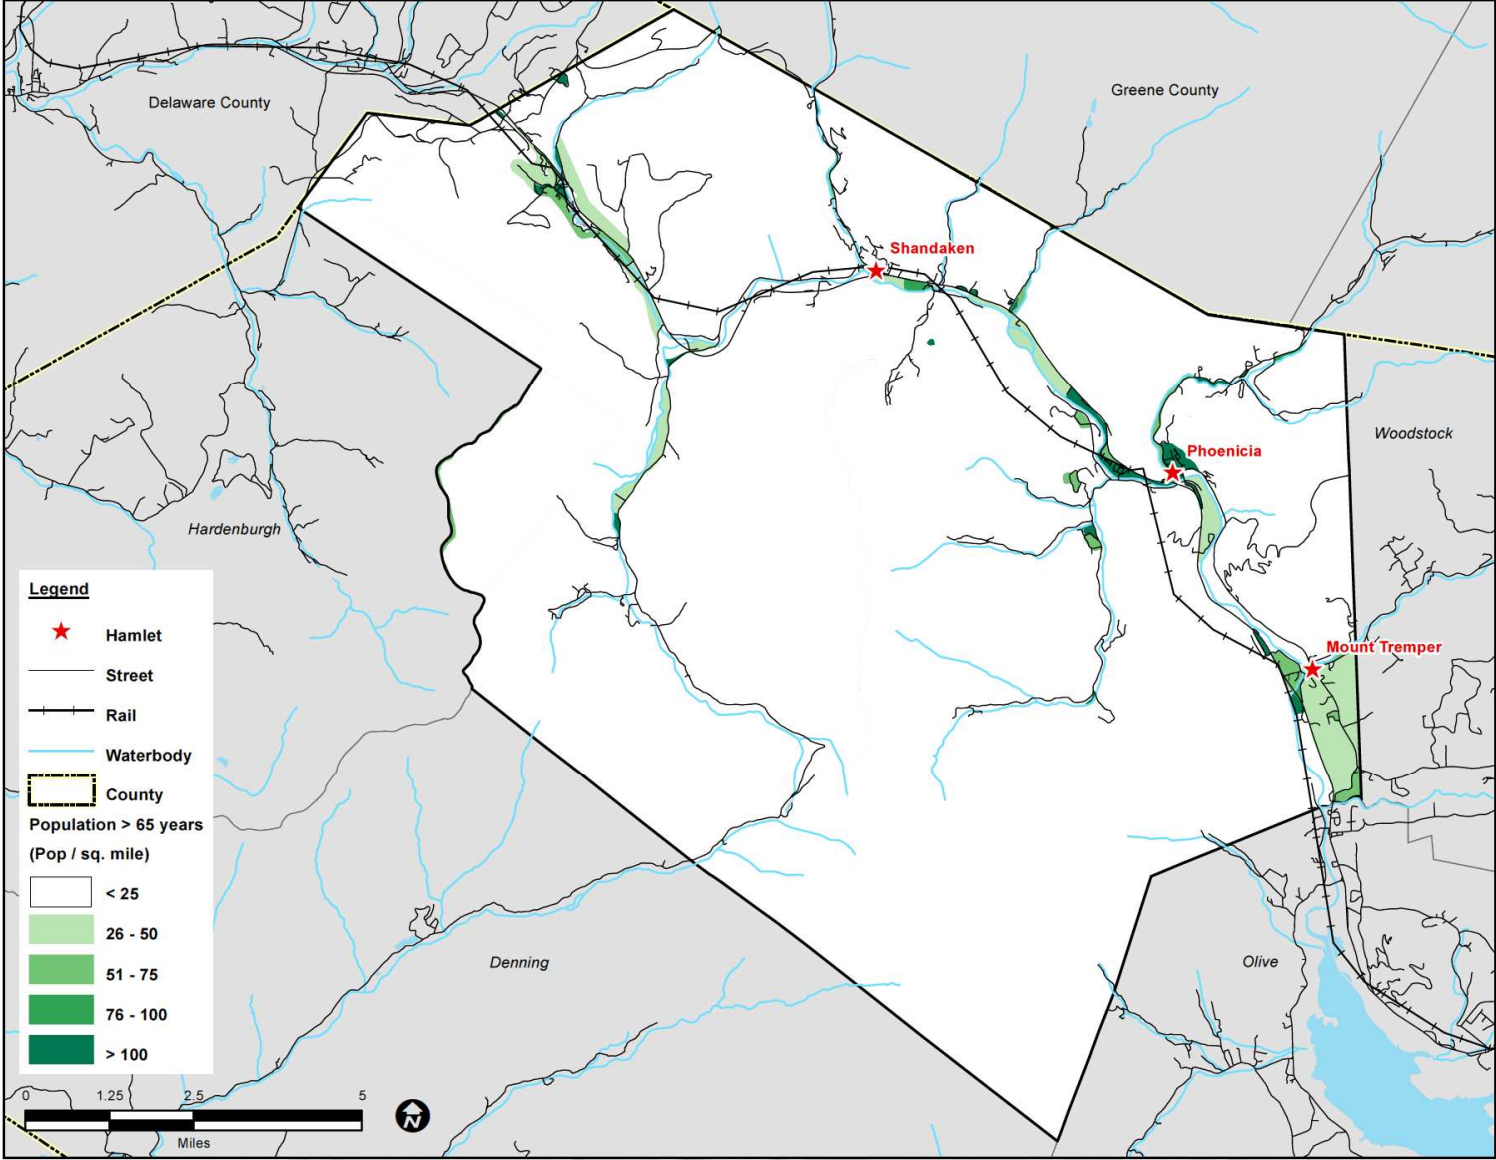 Delaware County
Greene County
Shandaken
Woodstock
Phoenicia
Hardenburgh
Legend
Hamlet
Street
Rail
Waterbody
County
Population > 65 years
(Pop / sq. mile)
< 25
26 - 50
51 - 75
76 - 100
> 100
Mount Tremper
Denning
Olive
0 1.25 2.5 5
Miles
N